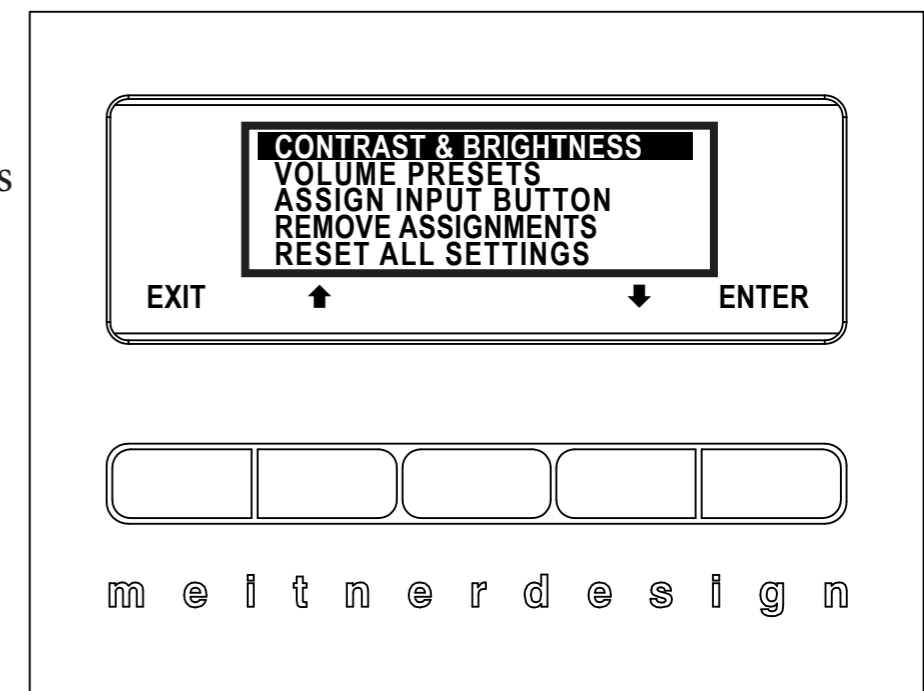 s
CONTRAST & BRIGHTNESS
VOLUME PRESETS
ASSIGN INPUT BUTTON
REMOVE ASSIGNMENTS
RESET ALL SETTINGS
EXIT ⬆ ⬇ ENTER
meitnerdesign